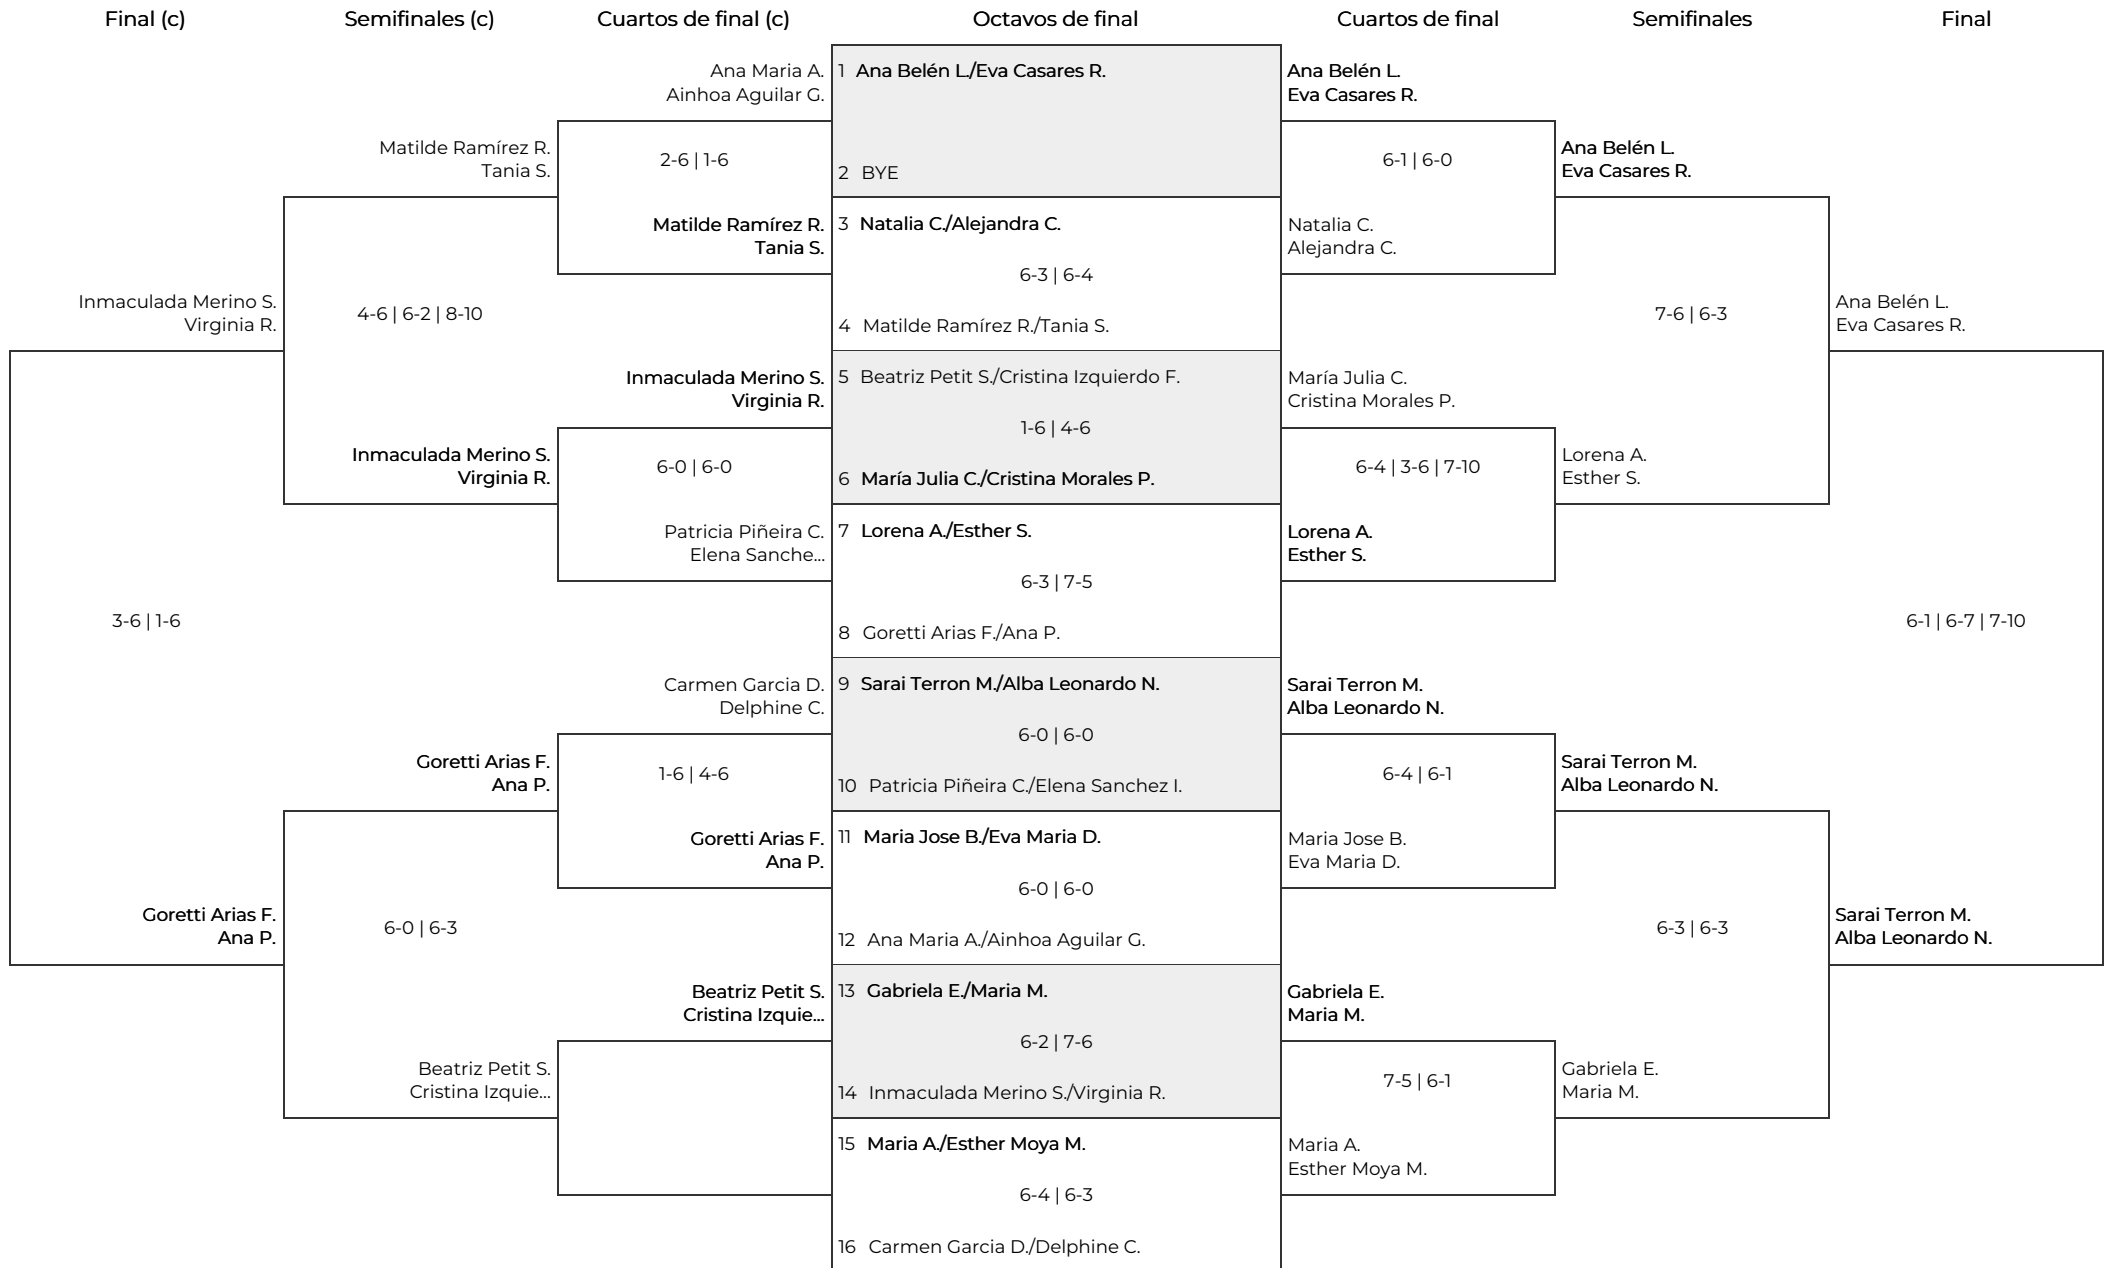 Final (c)
Semifinales (c)
Cuartos de final (c)
Octavos de final
Cuartos de final
Semifinales
Final
Inmaculada Merino S.
Virginia R.
3-6 | 1-6
Goretti Arias F.
Ana P.
Matilde Ramírez R.
Tania S.
4-6 | 6-2 | 8-10
Inmaculada Merino S.
Virginia R.
Goretti Arias F.
Ana P.
6-0 | 6-3
Beatriz Petit S.
Cristina Izquie...
Ana Maria A.
Ainhoa Aguilar G.
2-6 | 1-6
Matilde Ramírez R.
Tania S.
Inmaculada Merino S.
Virginia R.
6-0 | 6-0
Patricia Piñeira C.
Elena Sanche...
Carmen Garcia D.
Delphine C.
1-6 | 4-6
Goretti Arias F.
Ana P.
Beatriz Petit S.
Cristina Izquie...
1 Ana Belén L./Eva Casares R.
2 BYE
3 Natalia C./Alejandra C.
6-3 | 6-4
4 Matilde Ramírez R./Tania S.
5 Beatriz Petit S./Cristina Izquierdo F.
1-6 | 4-6
6 María Julia C./Cristina Morales P.
7 Lorena A./Esther S.
6-3 | 7-5
8 Goretti Arias F./Ana P.
9 Sarai Terron M./Alba Leonardo N.
6-0 | 6-0
10 Patricia Piñeira C./Elena Sanchez I.
11 Maria Jose B./Eva Maria D.
6-0 | 6-0
12 Ana Maria A./Ainhoa Aguilar G.
13 Gabriela E./Maria M.
6-2 | 7-6
14 Inmaculada Merino S./Virginia R.
15 Maria A./Esther Moya M.
6-4 | 6-3
16 Carmen Garcia D./Delphine C.
Ana Belén L.
Eva Casares R.
6-1 | 6-0
Natalia C.
Alejandra C.
María Julia C.
Cristina Morales P.
6-4 | 3-6 | 7-10
Lorena A.
Esther S.
Sarai Terron M.
Alba Leonardo N.
6-4 | 6-1
Maria Jose B.
Eva Maria D.
Gabriela E.
Maria M.
7-5 | 6-1
Maria A.
Esther Moya M.
Ana Belén L.
Eva Casares R.
7-6 | 6-3
Lorena A.
Esther S.
Sarai Terron M.
Alba Leonardo N.
6-3 | 6-3
Gabriela E.
Maria M.
Ana Belén L.
Eva Casares R.
6-1 | 6-7 | 7-10
Sarai Terron M.
Alba Leonardo N.